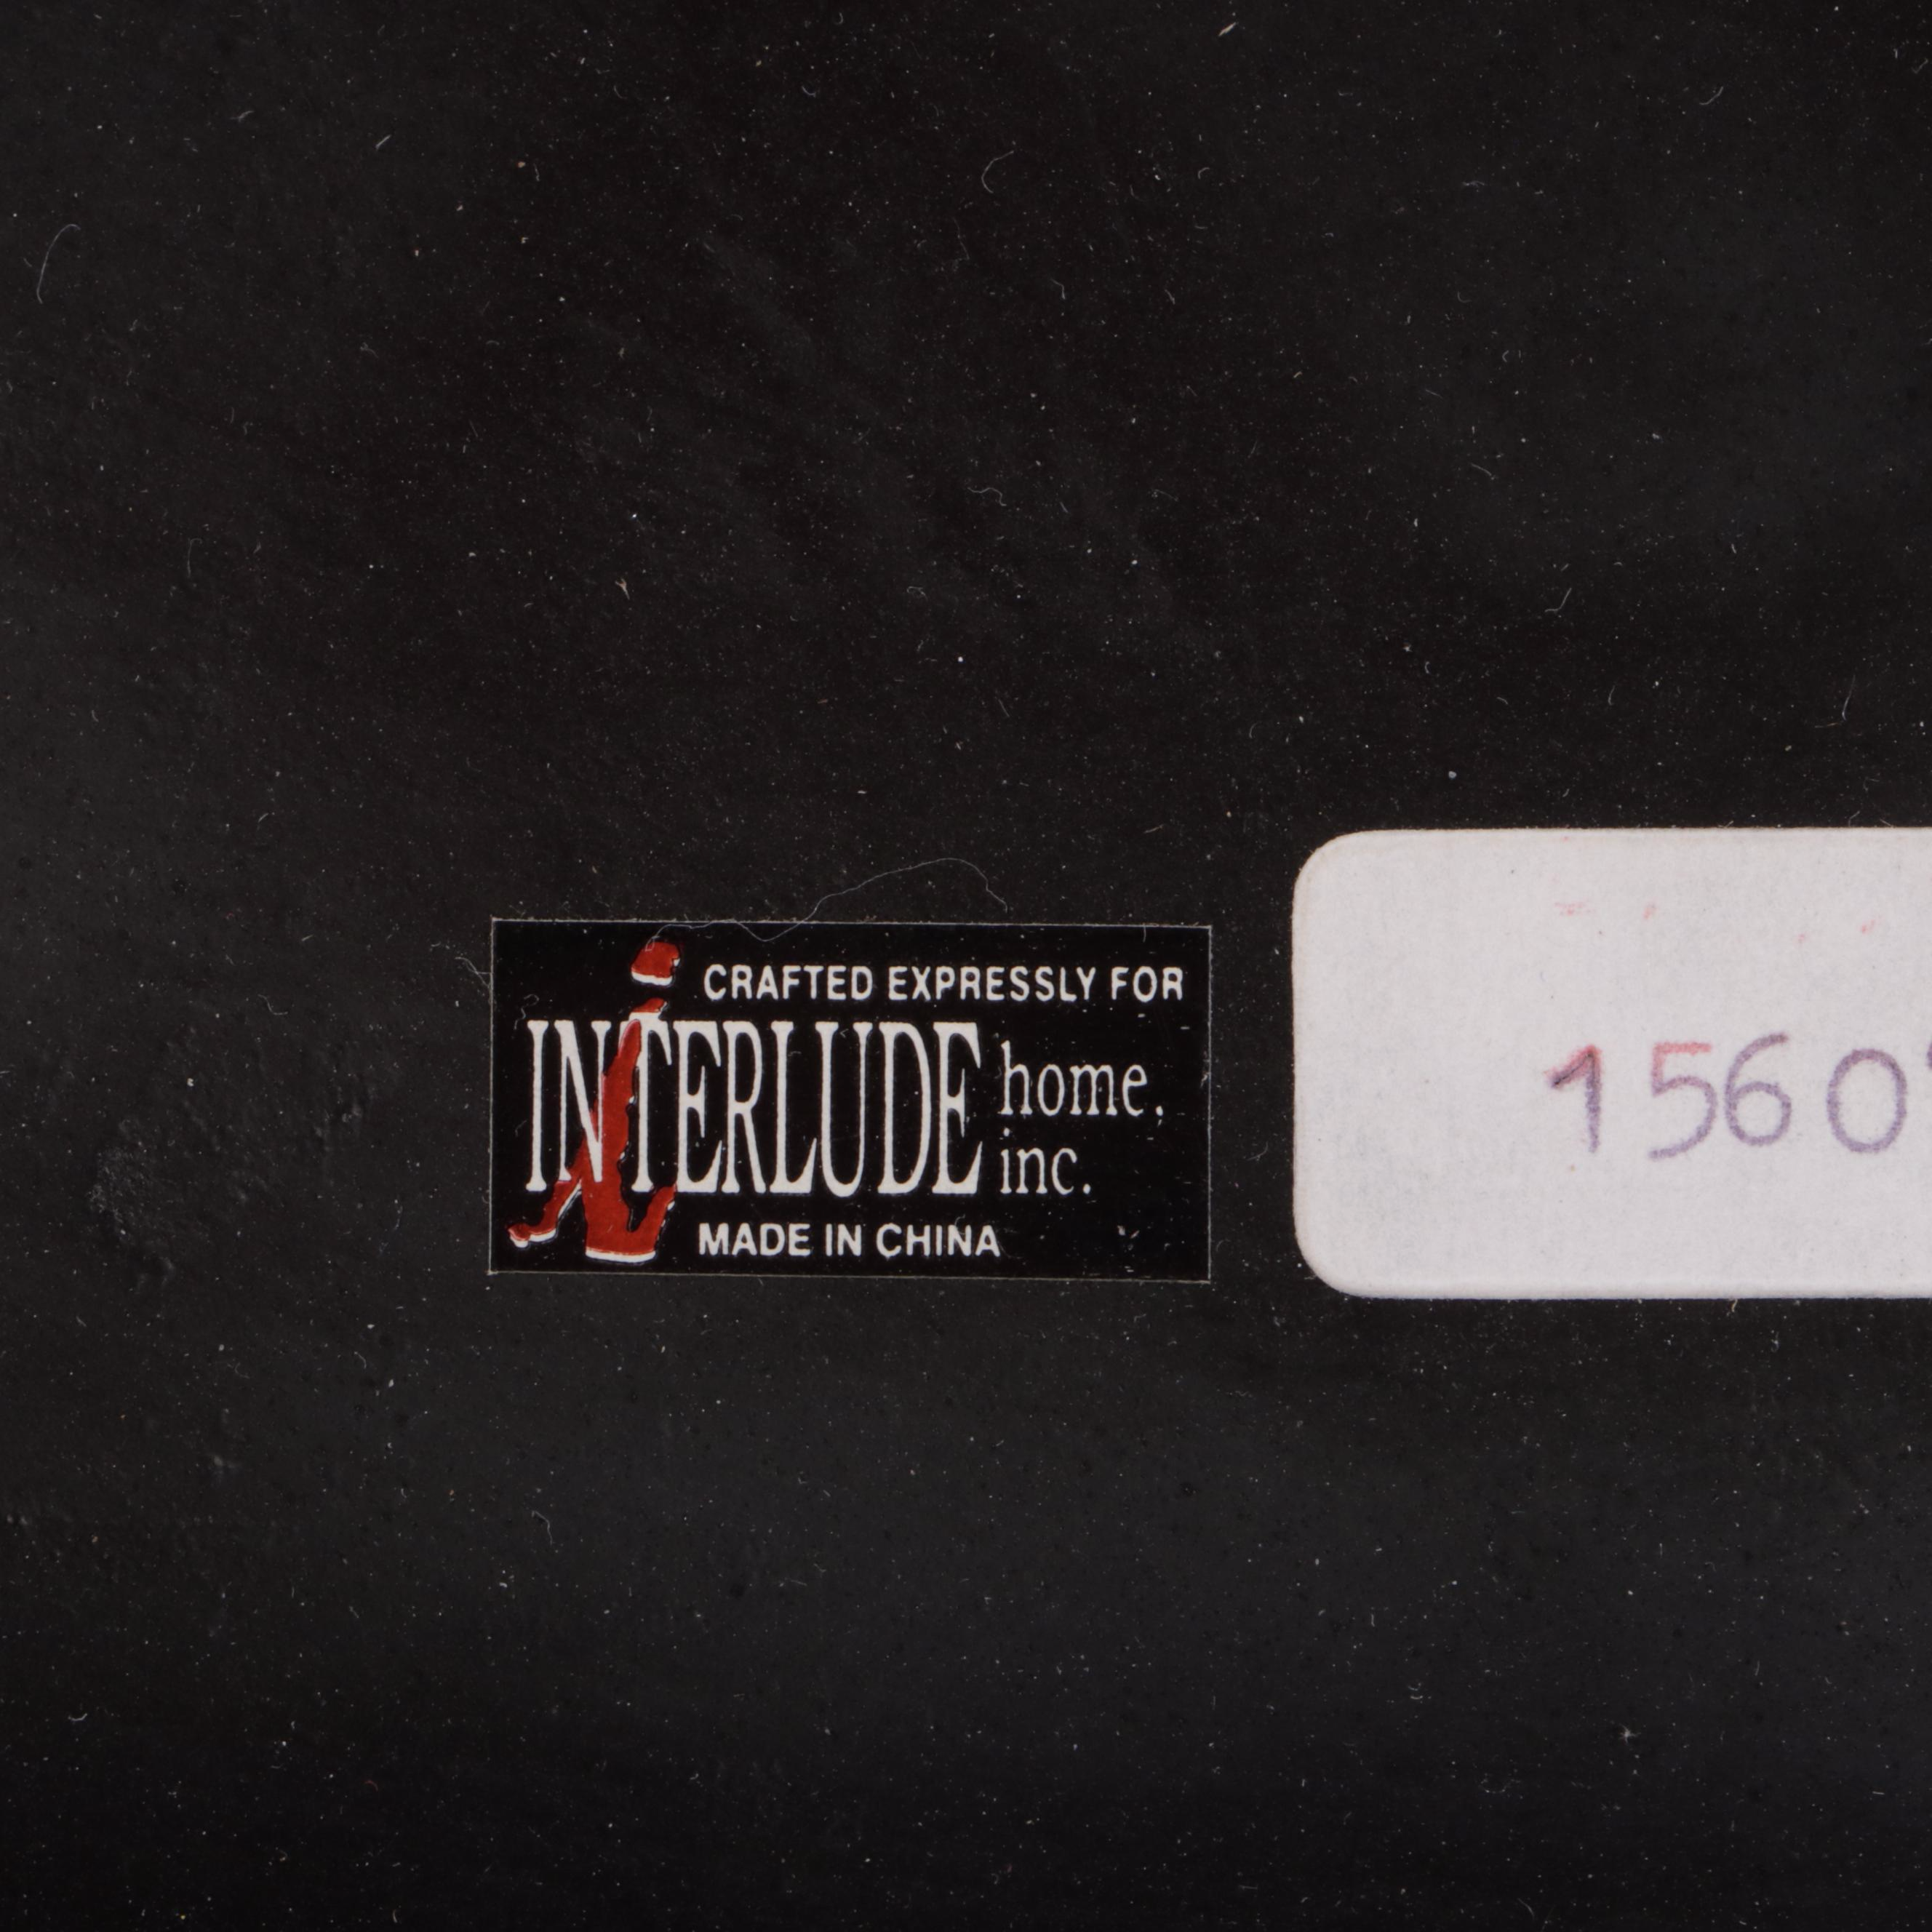 CRAFTED EXPRESSLY FOR
INTERLUDE home.
inc.
MADE IN CHINA
1560